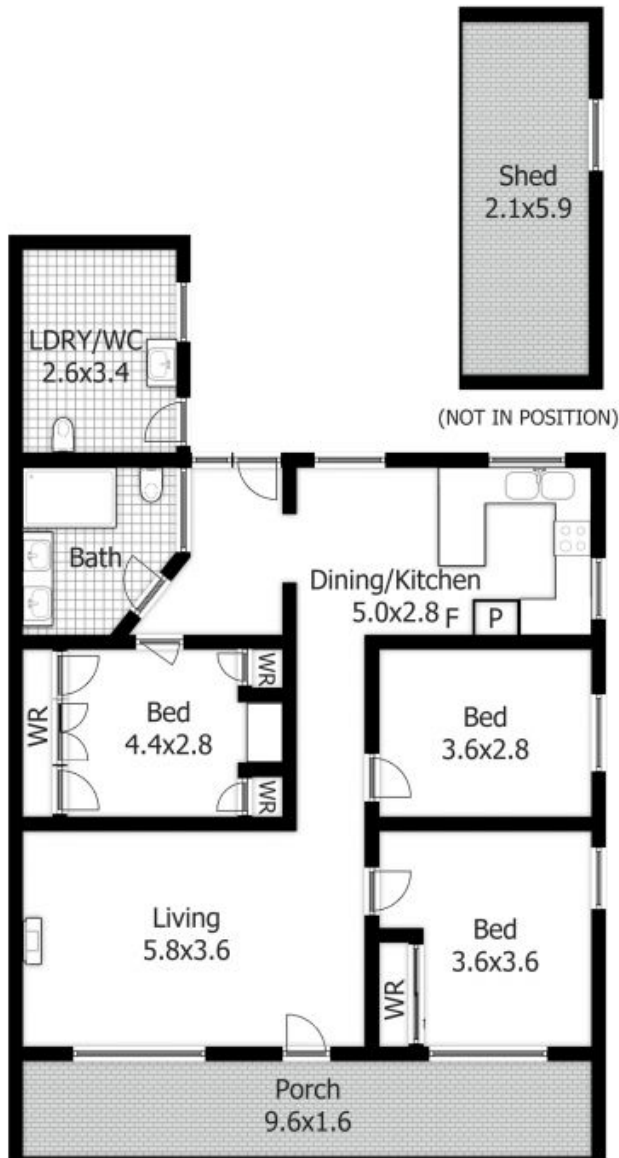 Shed
2.1x5.9
(NOT IN POSITION)
LDRY/WC
2.6x3.4
Bath
Dining/Kitchen
5.0x2.8
F
P
WR
Bed
4.4x2.8
WR
WR
Bed
3.6x2.8
Living
5.8x3.6
Bed
3.6x3.6
WR
Porch
9.6x1.6